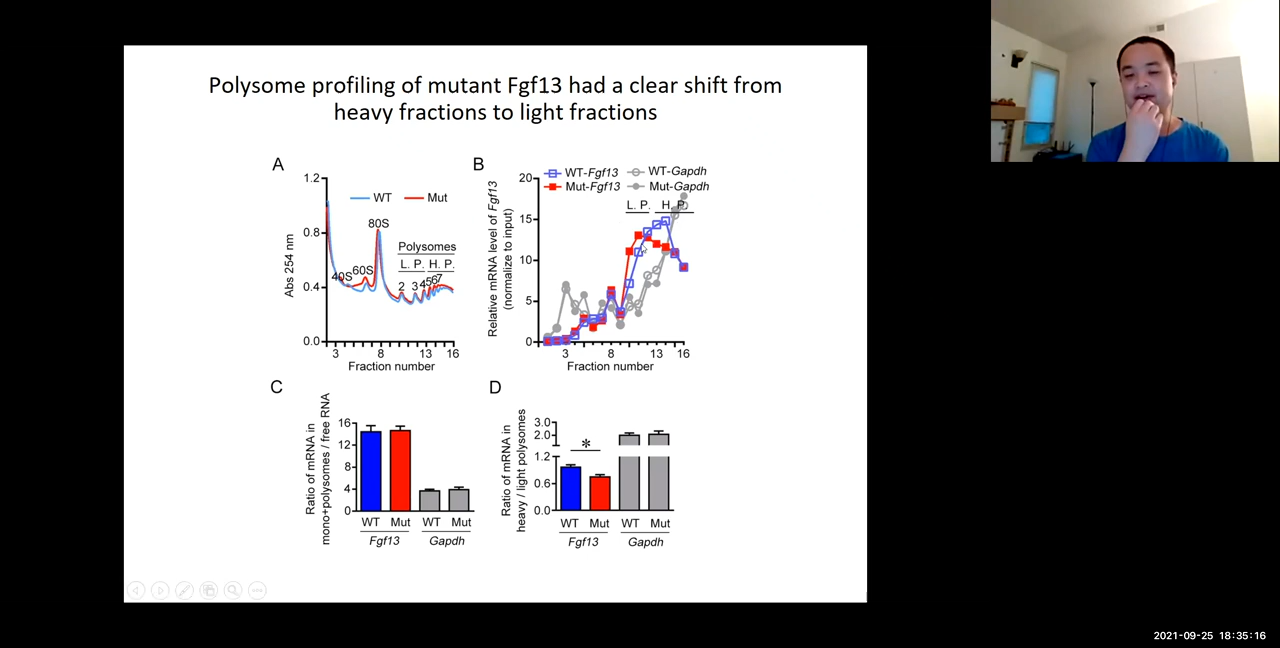 Polysome profiling of mutant Fgf13 had a clear shift from
heavy fractions to light fractions
A
1.2
0.8
0.4
0.0
Abs 254 nm
WT Mut
80S
40S 60S
Polysomes
L. P. H. P.
2 3 4 5 6 7
3 8 13 16
Fraction number
B
WT-Fgf13 WT-Gapdh
Mut-Fgf13 Mut-Gapdh
L. P. H. P.
20
15
10
5
0
Relative mRNA level of Fgf13
(normalize to input)
3 8 13 16
Fraction number
C
Ratio of mRNA in
mono+polysomes / free RNA
16
12
8
4
0
WT Mut WT Mut
Fgf13 Gapdh
D
Ratio of mRNA in
heavy / light polysomes
3.0
2.0
1.2
0.6
0.0
*
WT Mut WT Mut
Fgf13 Gapdh
2021-09-25 18:35:16